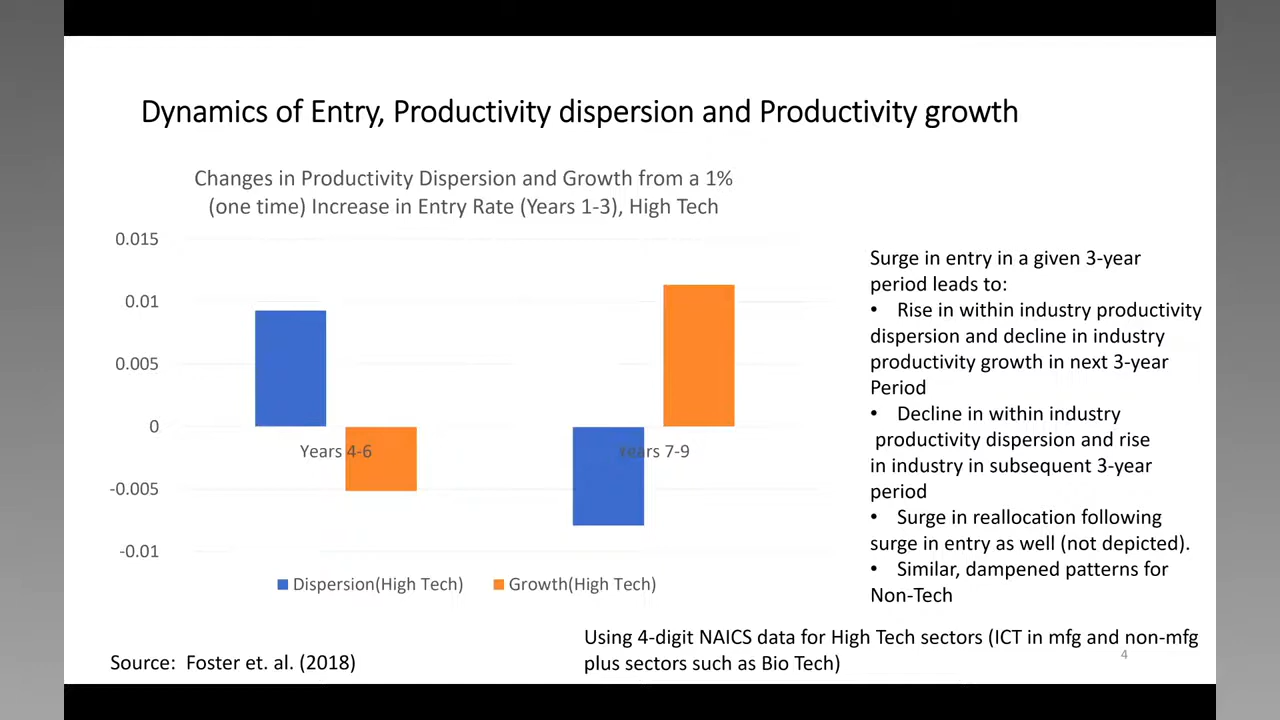 Dynamics of Entry, Productivity dispersion and Productivity growth
Changes in Productivity Dispersion and Growth from a 1%
(one time) Increase in Entry Rate (Years 1-3), High Tech
0.015
0.01
0.005
0
-0.005
-0.01
Years 4-6
Years 7-9
Dispersion(High Tech)
Growth(High Tech)
Surge in entry in a given 3-year
period leads to:
• Rise in within industry productivity
dispersion and decline in industry
productivity growth in next 3-year
Period
• Decline in within industry
productivity dispersion and rise
in industry in subsequent 3-year
period
• Surge in reallocation following
surge in entry as well (not depicted).
• Similar, dampened patterns for
Non-Tech
Using 4-digit NAICS data for High Tech sectors (ICT in mfg and non-mfg
plus sectors such as Bio Tech)
4
Source: Foster et. al. (2018)